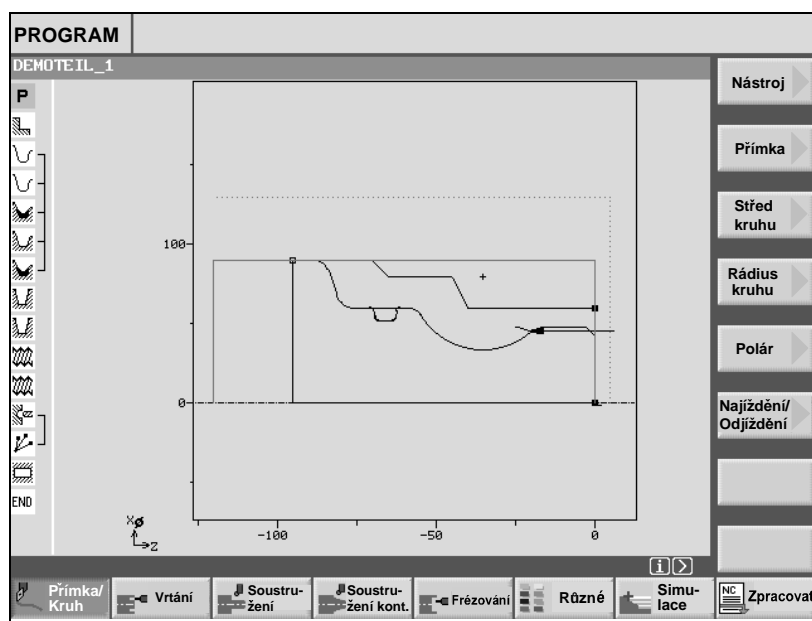 PROGRAM
DEMOTEIL_1
P
END
100
0
-100
-50
0
X
Z
Nástroj
Přímka
Střed
kruhu
Rádius
kruhu
Polár
Najíždění/
Odjíždění
i
Přímka/
Kruh
Vrtání
Soustru-
žení
Soustru-
žení kont.
Frézování
Různé
Simu-
lace
NC
Zpracovat